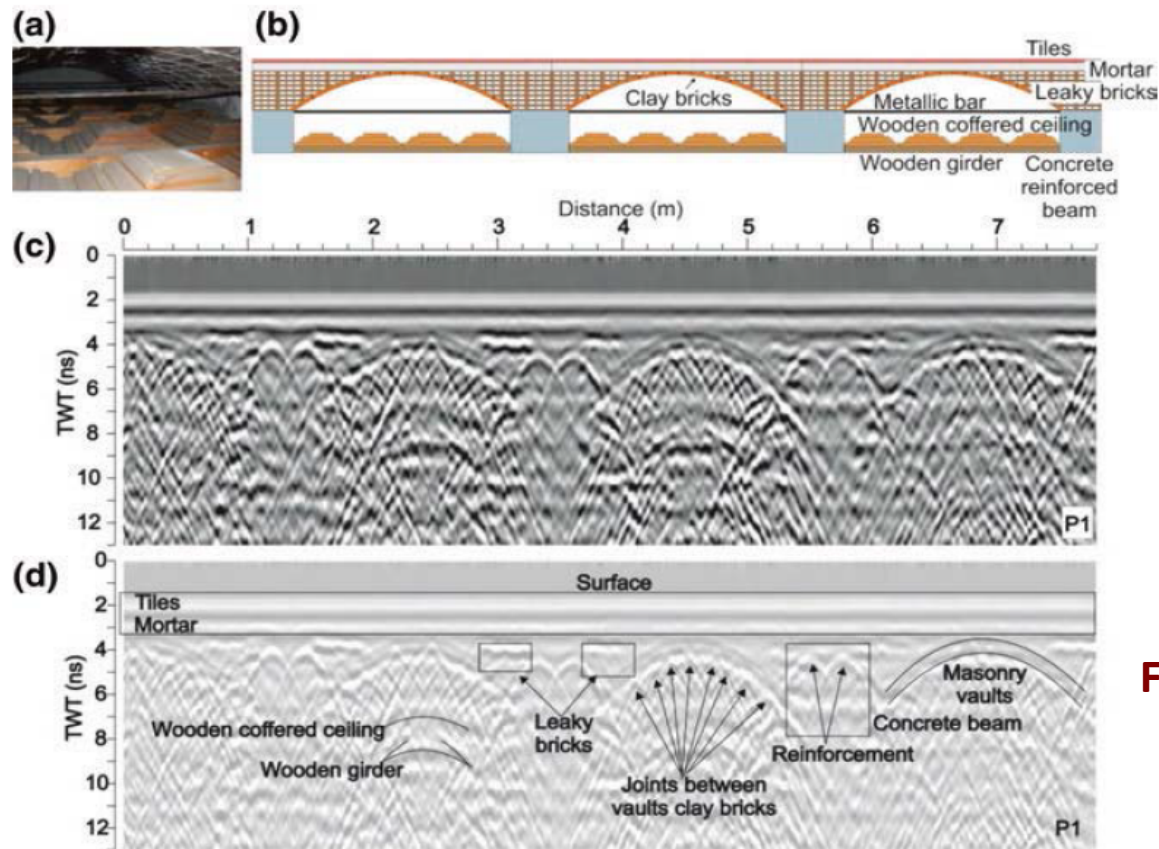 (a)
(b)
Tiles
Mortar
Leaky bricks
Clay bricks
Metallic bar
Wooden coffered ceiling
Wooden girder
Concrete
reinforced
beam
Distance (m)
0 1 2 3 4 5 6 7
(c)
TWT (ns)
0
2
4
6
8
10
12
P1
(d)
TWT (ns)
0
2
4
6
8
10
12
Surface
Tiles
Mortar
Masonry
vaults
Wooden coffered ceiling
Leaky
bricks
Concrete beam
Reinforcement
Wooden girder
Joints between
vaults clay bricks
P1
F